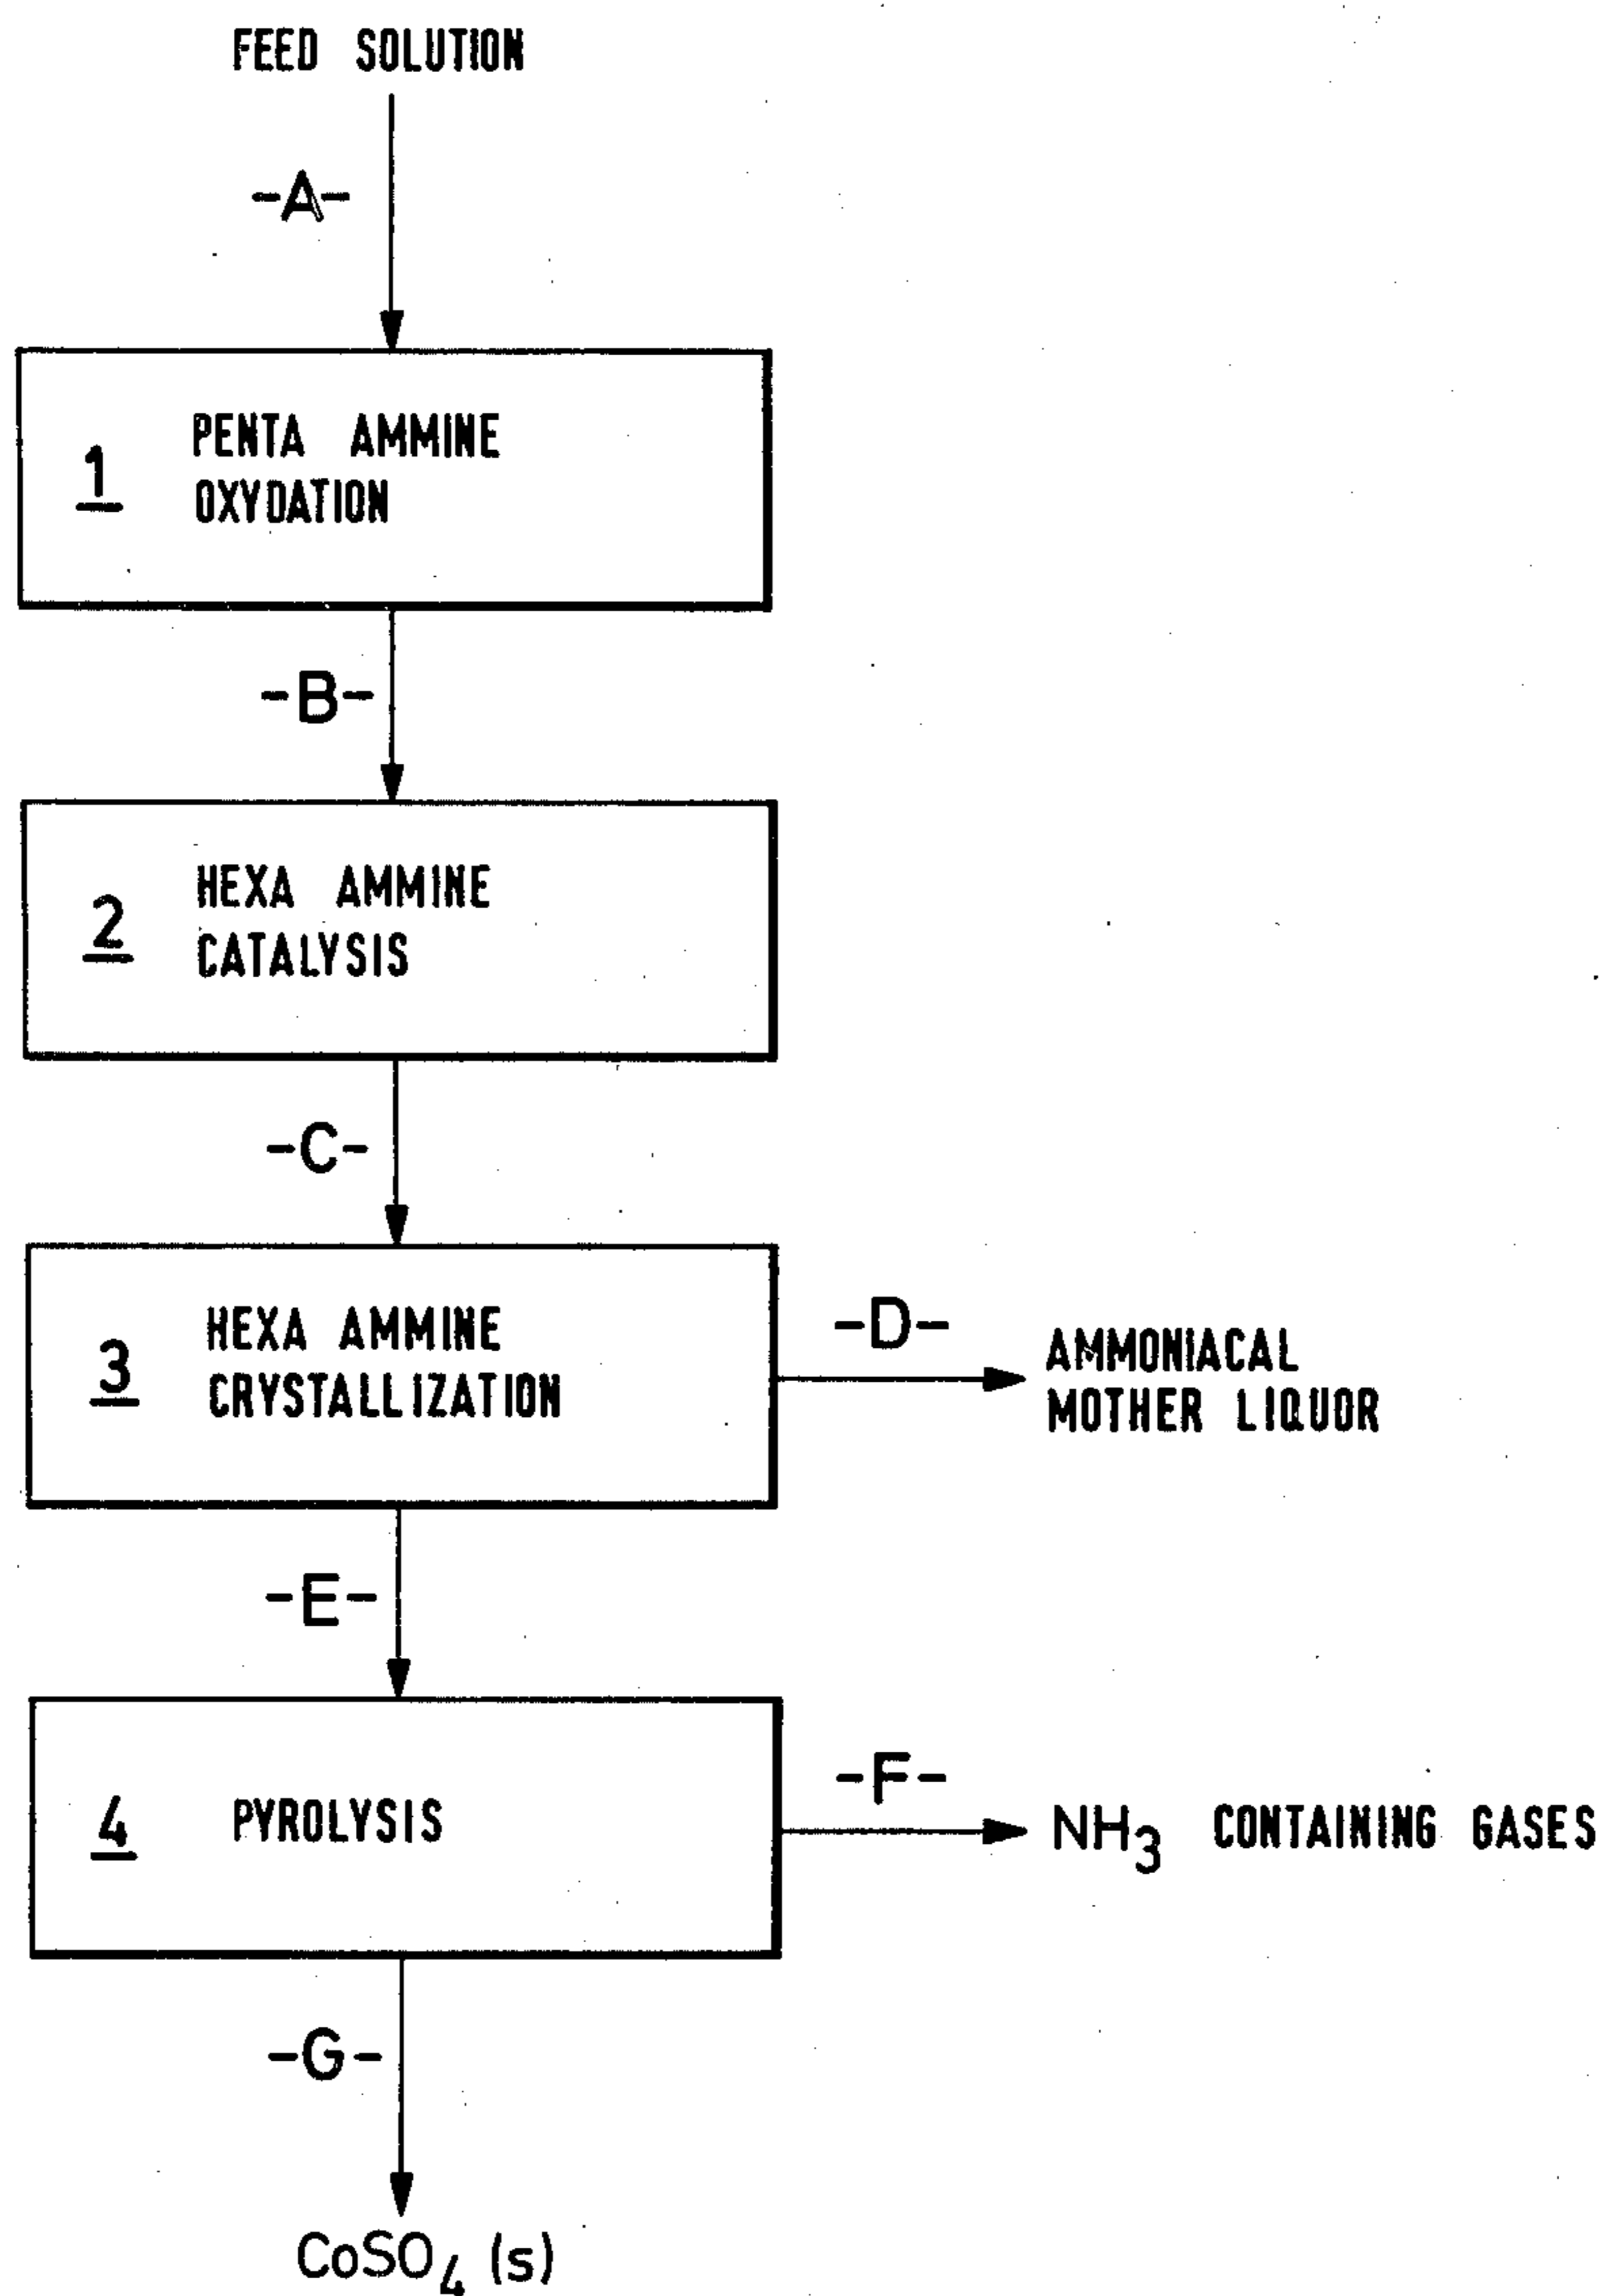 FEED SOLUTION
-A-
1
PENTA AMMINE
OXYDATION
-B-
2
HEXA AMMINE
CATALYSIS
-C-
3
HEXA AMMINE
CRYSTALLIZATION
-D-
AMMONIACAL
MOTHER LIQUOR
-E-
4
PYROLYSIS
-F-
NH₃ CONTAINING GASES
-G-
CoSO₄ (s)